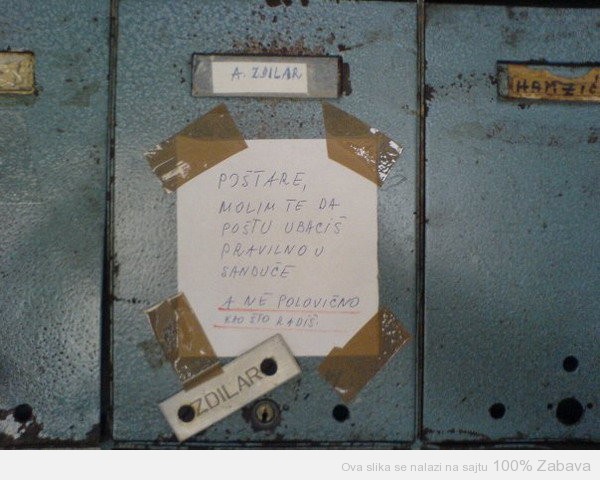 A. ZDILAR
HAMZIĆ
POŠTARE,
MOLIM TE DA
POŠTU UBACIŠ
PRAVILNO U
SANDUČE
A NE POLOVIČNO
KAO ŠTO RADIŠ.
ZDILAR
Ova slika se nalazi na sajtu 100% Zabava